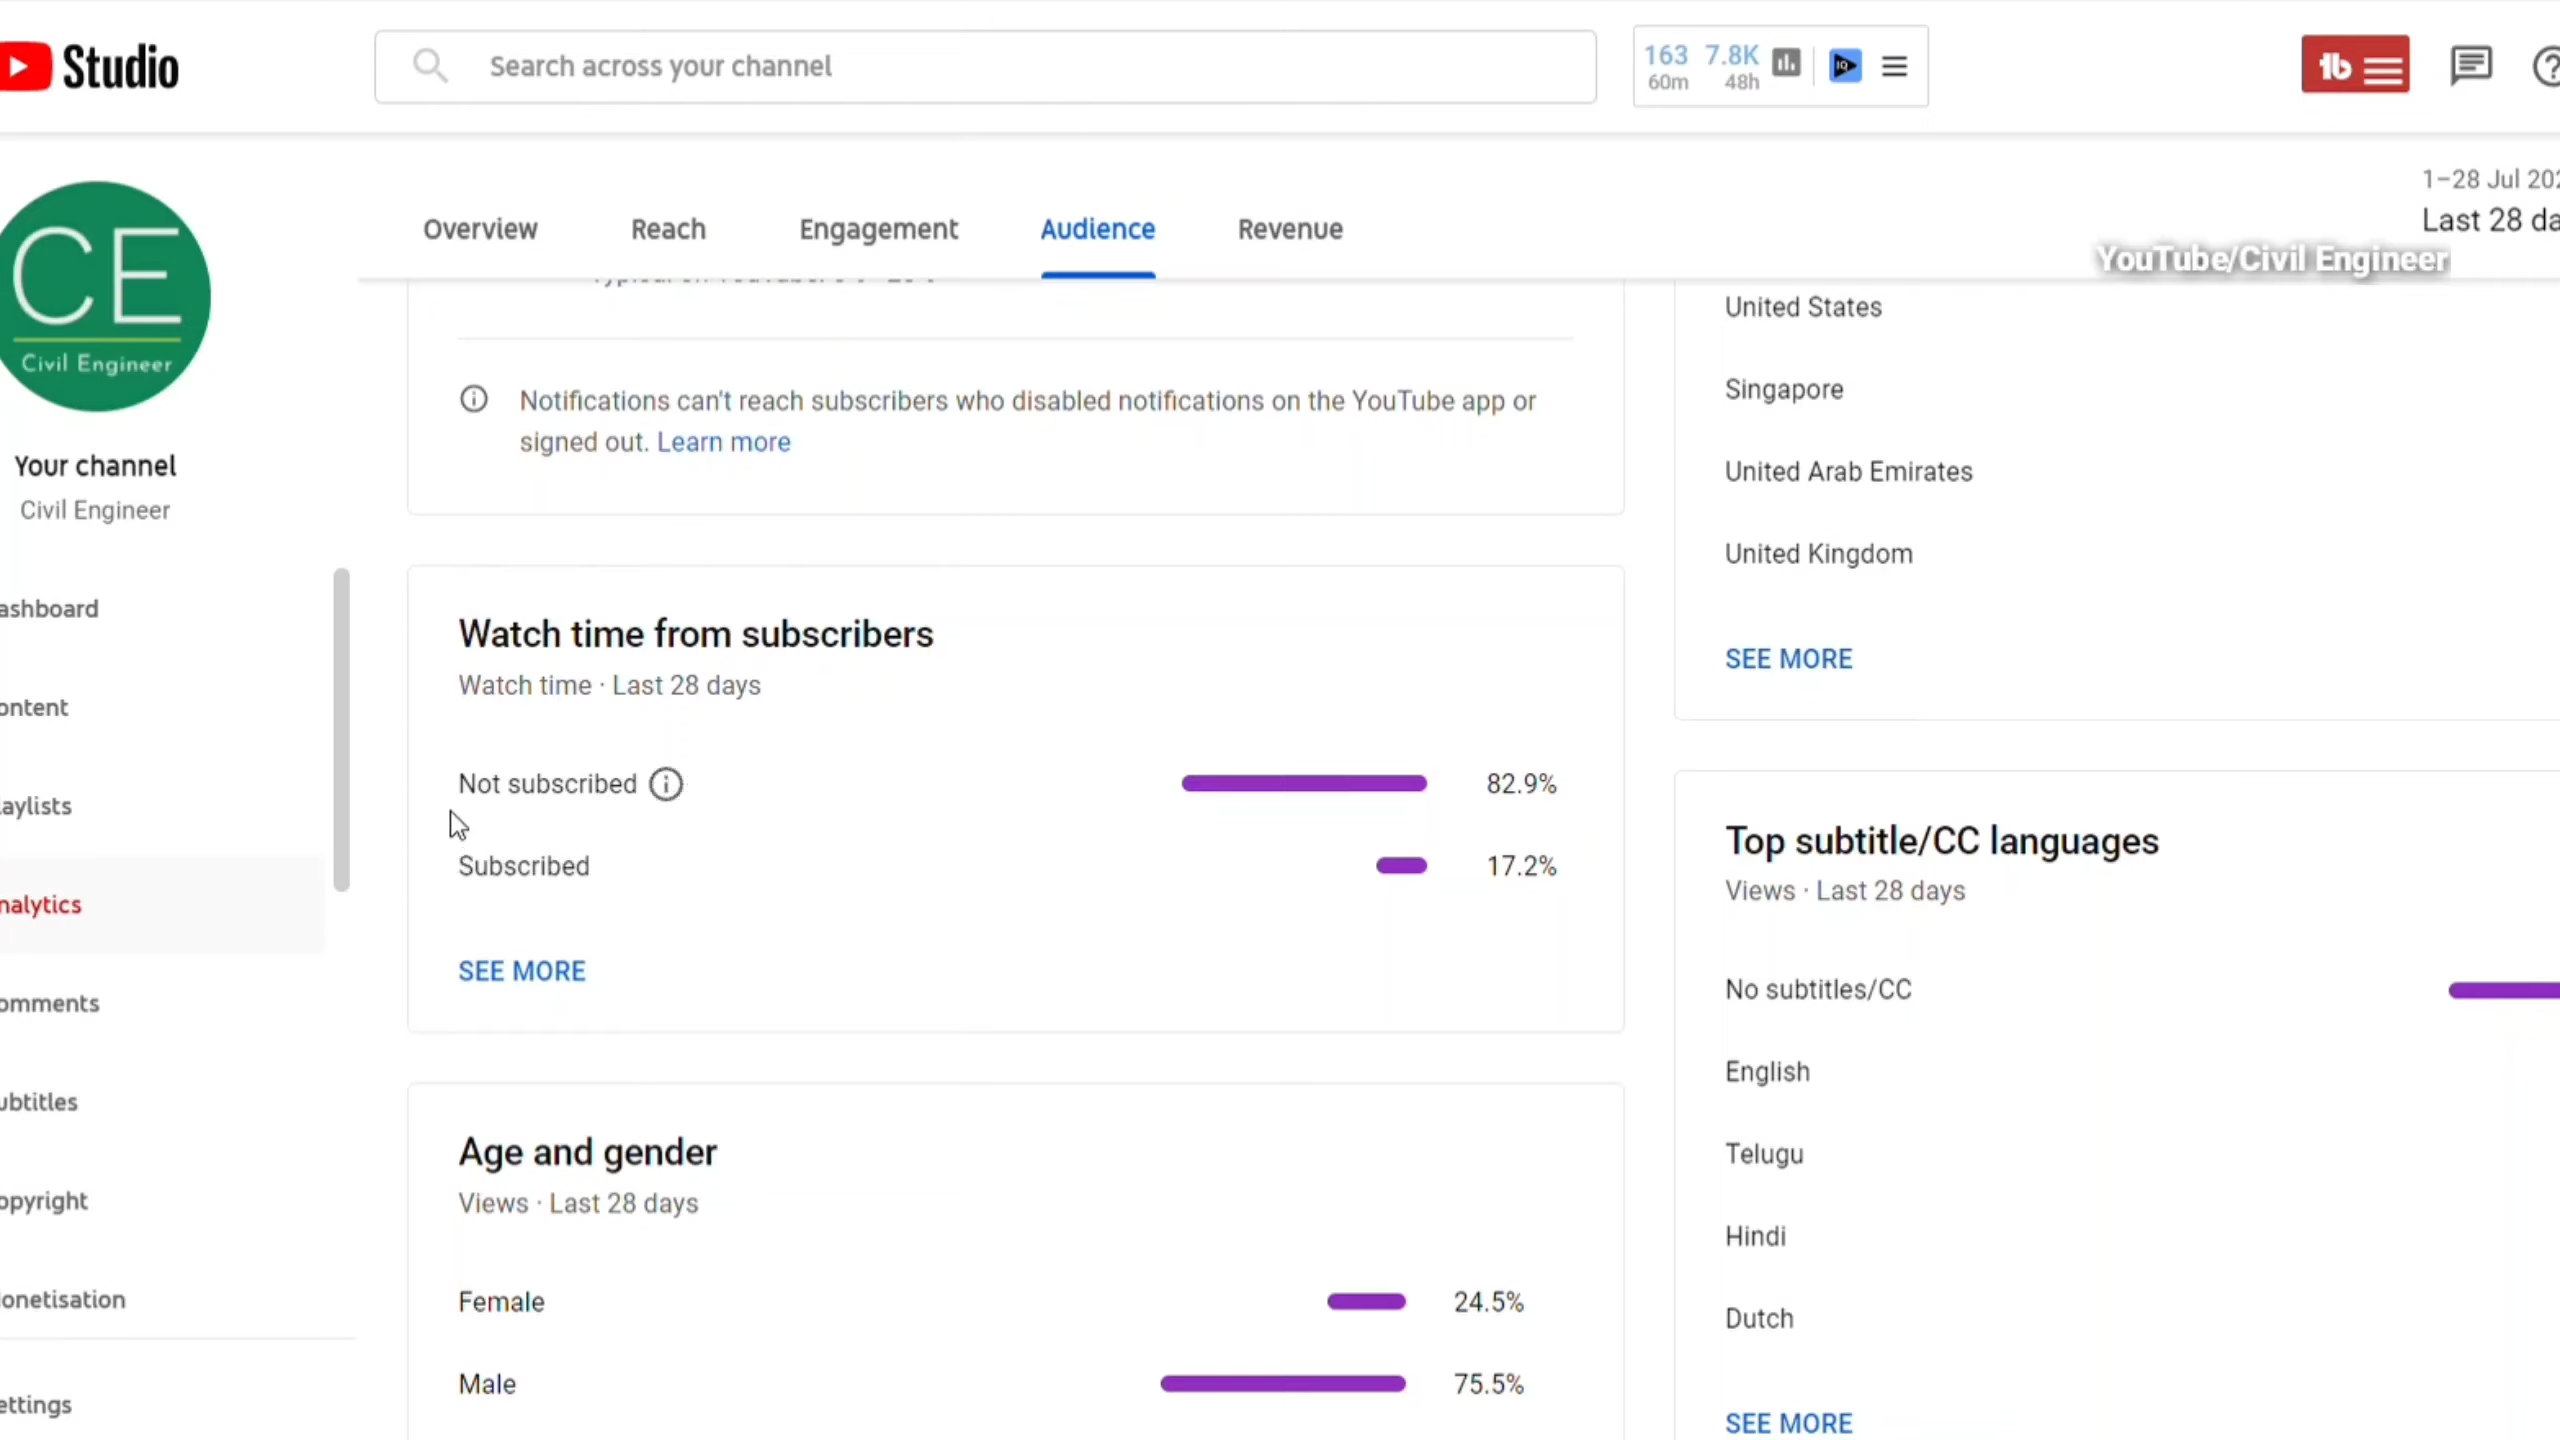 Studio
Search across your channel
163 7.8K
60m 48h
Overview Reach Engagement Audience Revenue
1–28 Jul
Last 28
YouTube/Civil Engineer
CE
Civil Engineer
Your channel
Civil Engineer
ashboard
ontent
aylists
nalytics
omments
ubtitles
opyright
onetisation
ettings
Notifications can't reach subscribers who disabled notifications on the YouTube app or
signed out. Learn more
Watch time from subscribers
Watch time · Last 28 days
Not subscribed 82.9%
Subscribed 17.2%
SEE MORE
Age and gender
Views · Last 28 days
Female 24.5%
Male 75.5%
United States
Singapore
United Arab Emirates
United Kingdom
SEE MORE
Top subtitle/CC languages
Views · Last 28 days
No subtitles/CC
English
Telugu
Hindi
Dutch
SEE MORE